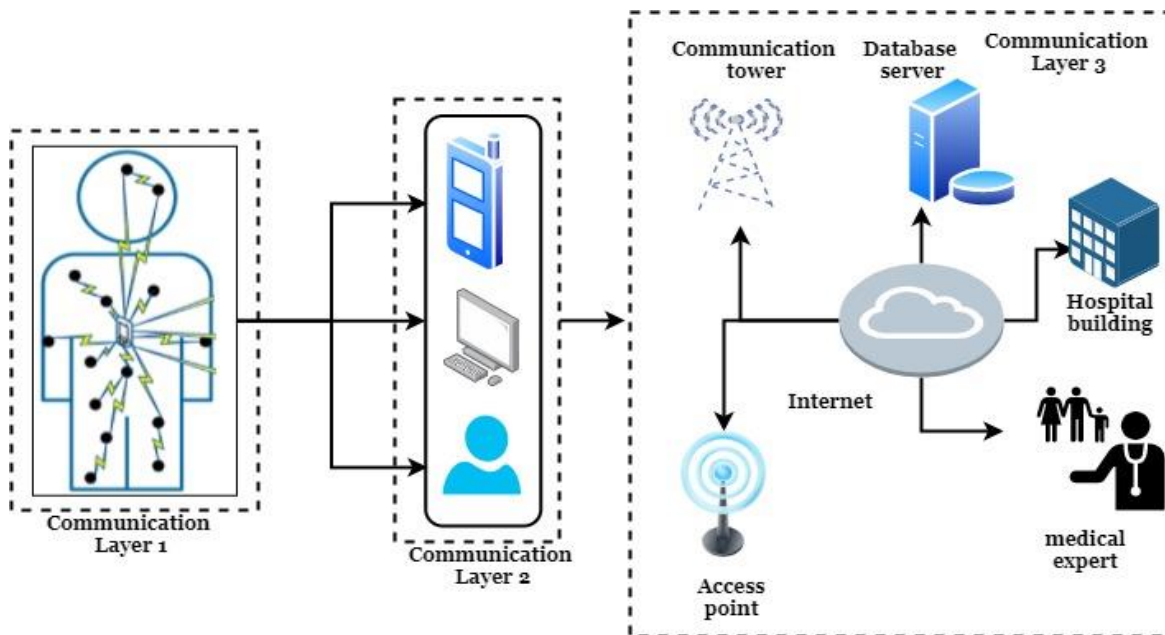 Communication
Layer 1
Communication
Layer 2
Communication
tower
Database
server
Communication
Layer 3
Hospital
building
Internet
medical
expert
Access
point